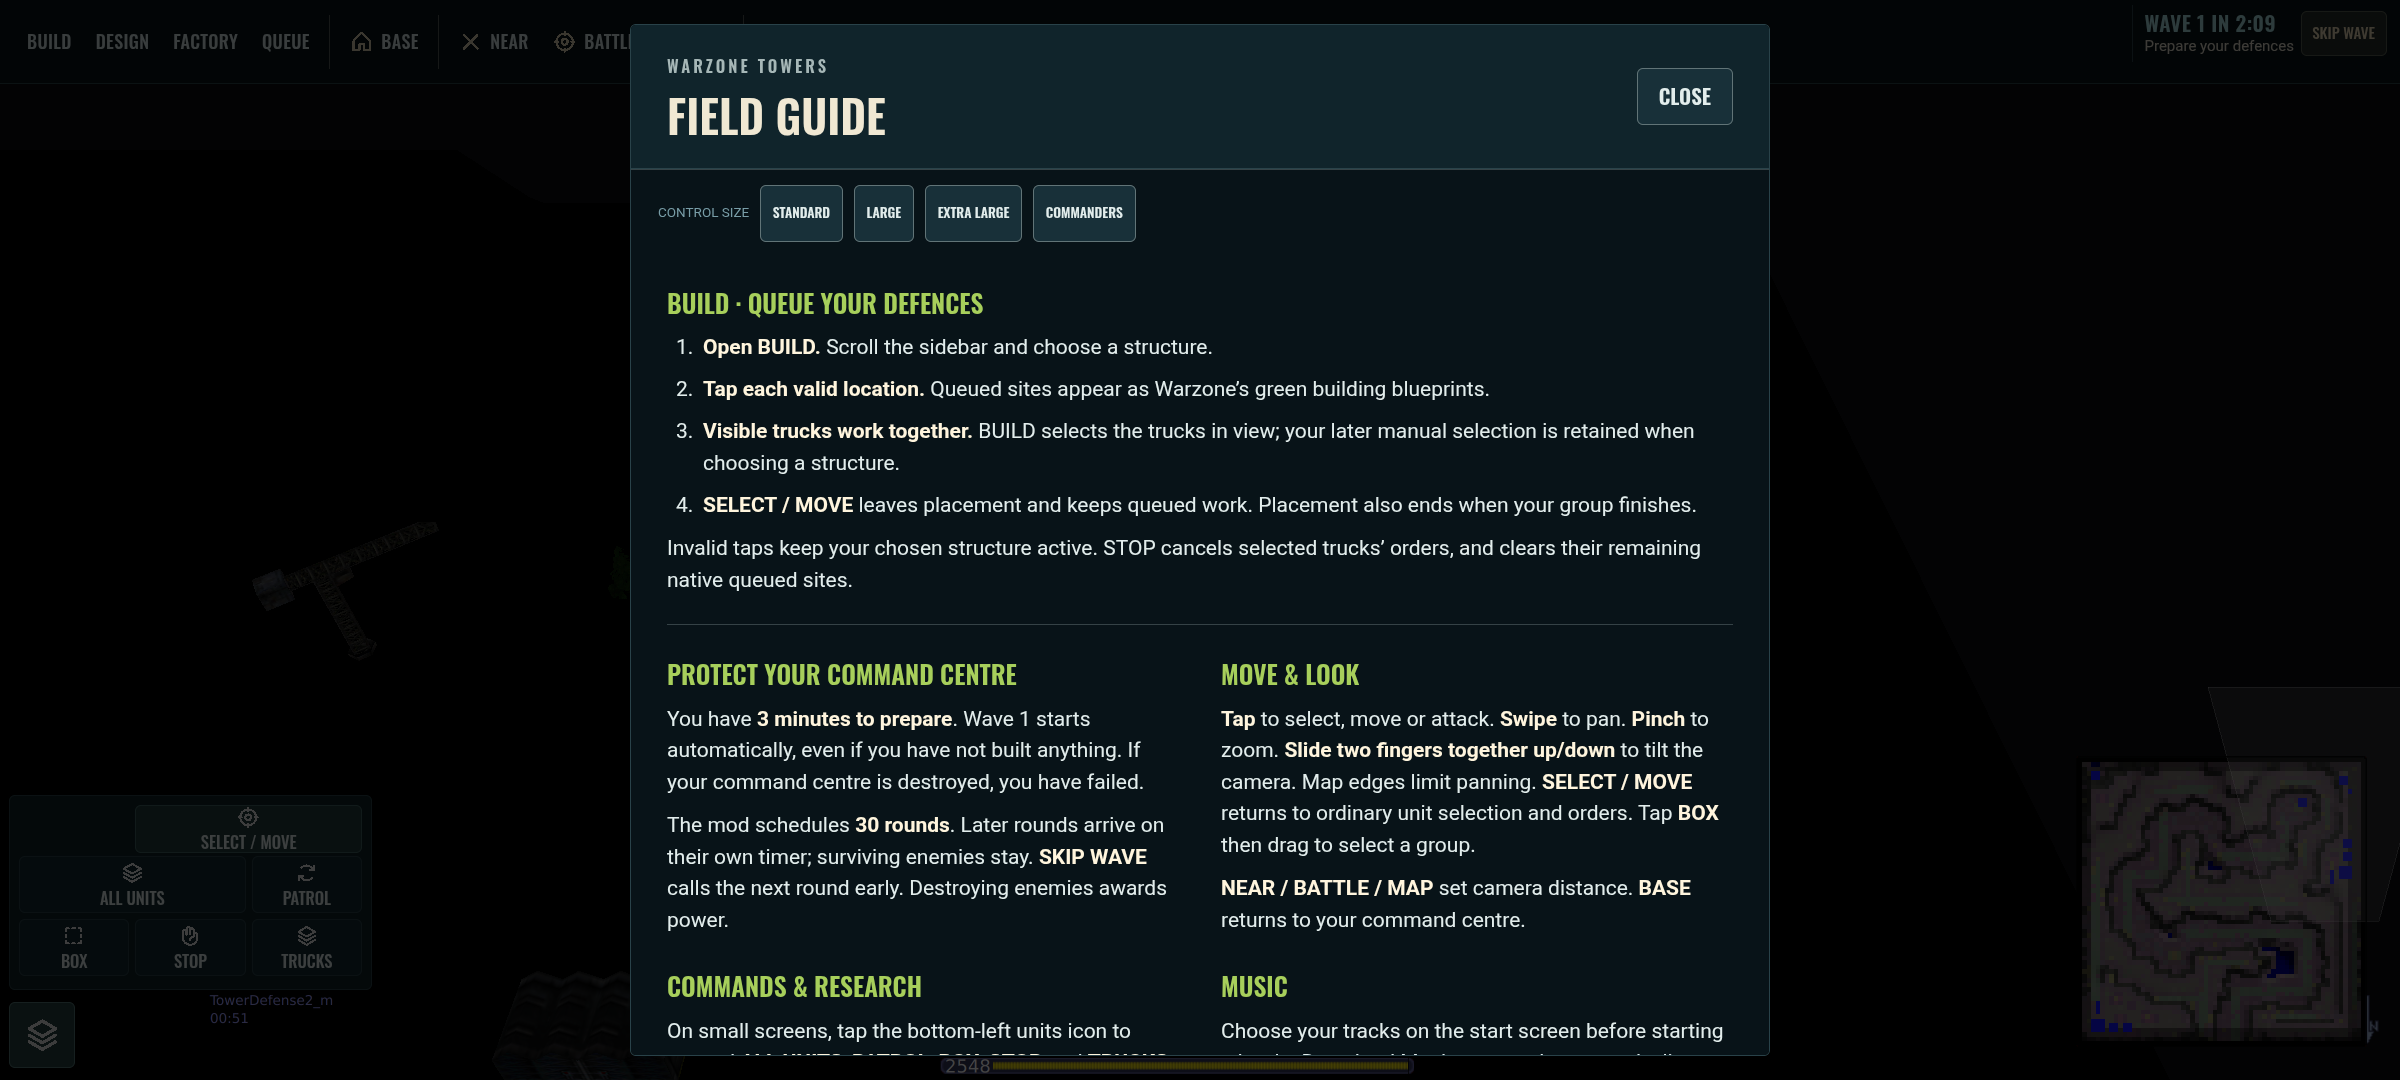 BUILD DESIGN FACTORY QUEUE BASE NEAR
WAVE 1 IN 2:09
Prepare your defences
SKIP WAVE
WARZONE TOWERS
FIELD GUIDE
CLOSE
CONTROL SIZE STANDARD LARGE EXTRA LARGE COMMANDERS
BUILD · QUEUE YOUR DEFENCES
1. Open BUILD. Scroll the sidebar and choose a structure.
2. Tap each valid location. Queued sites appear as Warzone’s green building blueprints.
3. Visible trucks work together. BUILD selects the trucks in view; your later manual selection is retained when
choosing a structure.
4. SELECT / MOVE leaves placement and keeps queued work. Placement also ends when your group finishes.
Invalid taps keep your chosen structure active. STOP cancels selected trucks’ orders, and clears their remaining
native queued sites.
PROTECT YOUR COMMAND CENTRE
You have 3 minutes to prepare. Wave 1 starts
automatically, even if you have not built anything. If
your command centre is destroyed, you have failed.
The mod schedules 30 rounds. Later rounds arrive on
their own timer; surviving enemies stay. SKIP WAVE
calls the next round early. Destroying enemies awards
power.
MOVE & LOOK
Tap to select, move or attack. Swipe to pan. Pinch to
zoom. Slide two fingers together up/down to tilt the
camera. Map edges limit panning. SELECT / MOVE
returns to ordinary unit selection and orders. Tap BOX
then drag to select a group.
NEAR / BATTLE / MAP set camera distance. BASE
returns to your command centre.
COMMANDS & RESEARCH
On small screens, tap the bottom-left units icon to
MUSIC
Choose your tracks on the start screen before starting
SELECT / MOVE
ALL UNITS PATROL
BOX STOP TRUCKS
TowerDefense2_m
00:51
2548
N